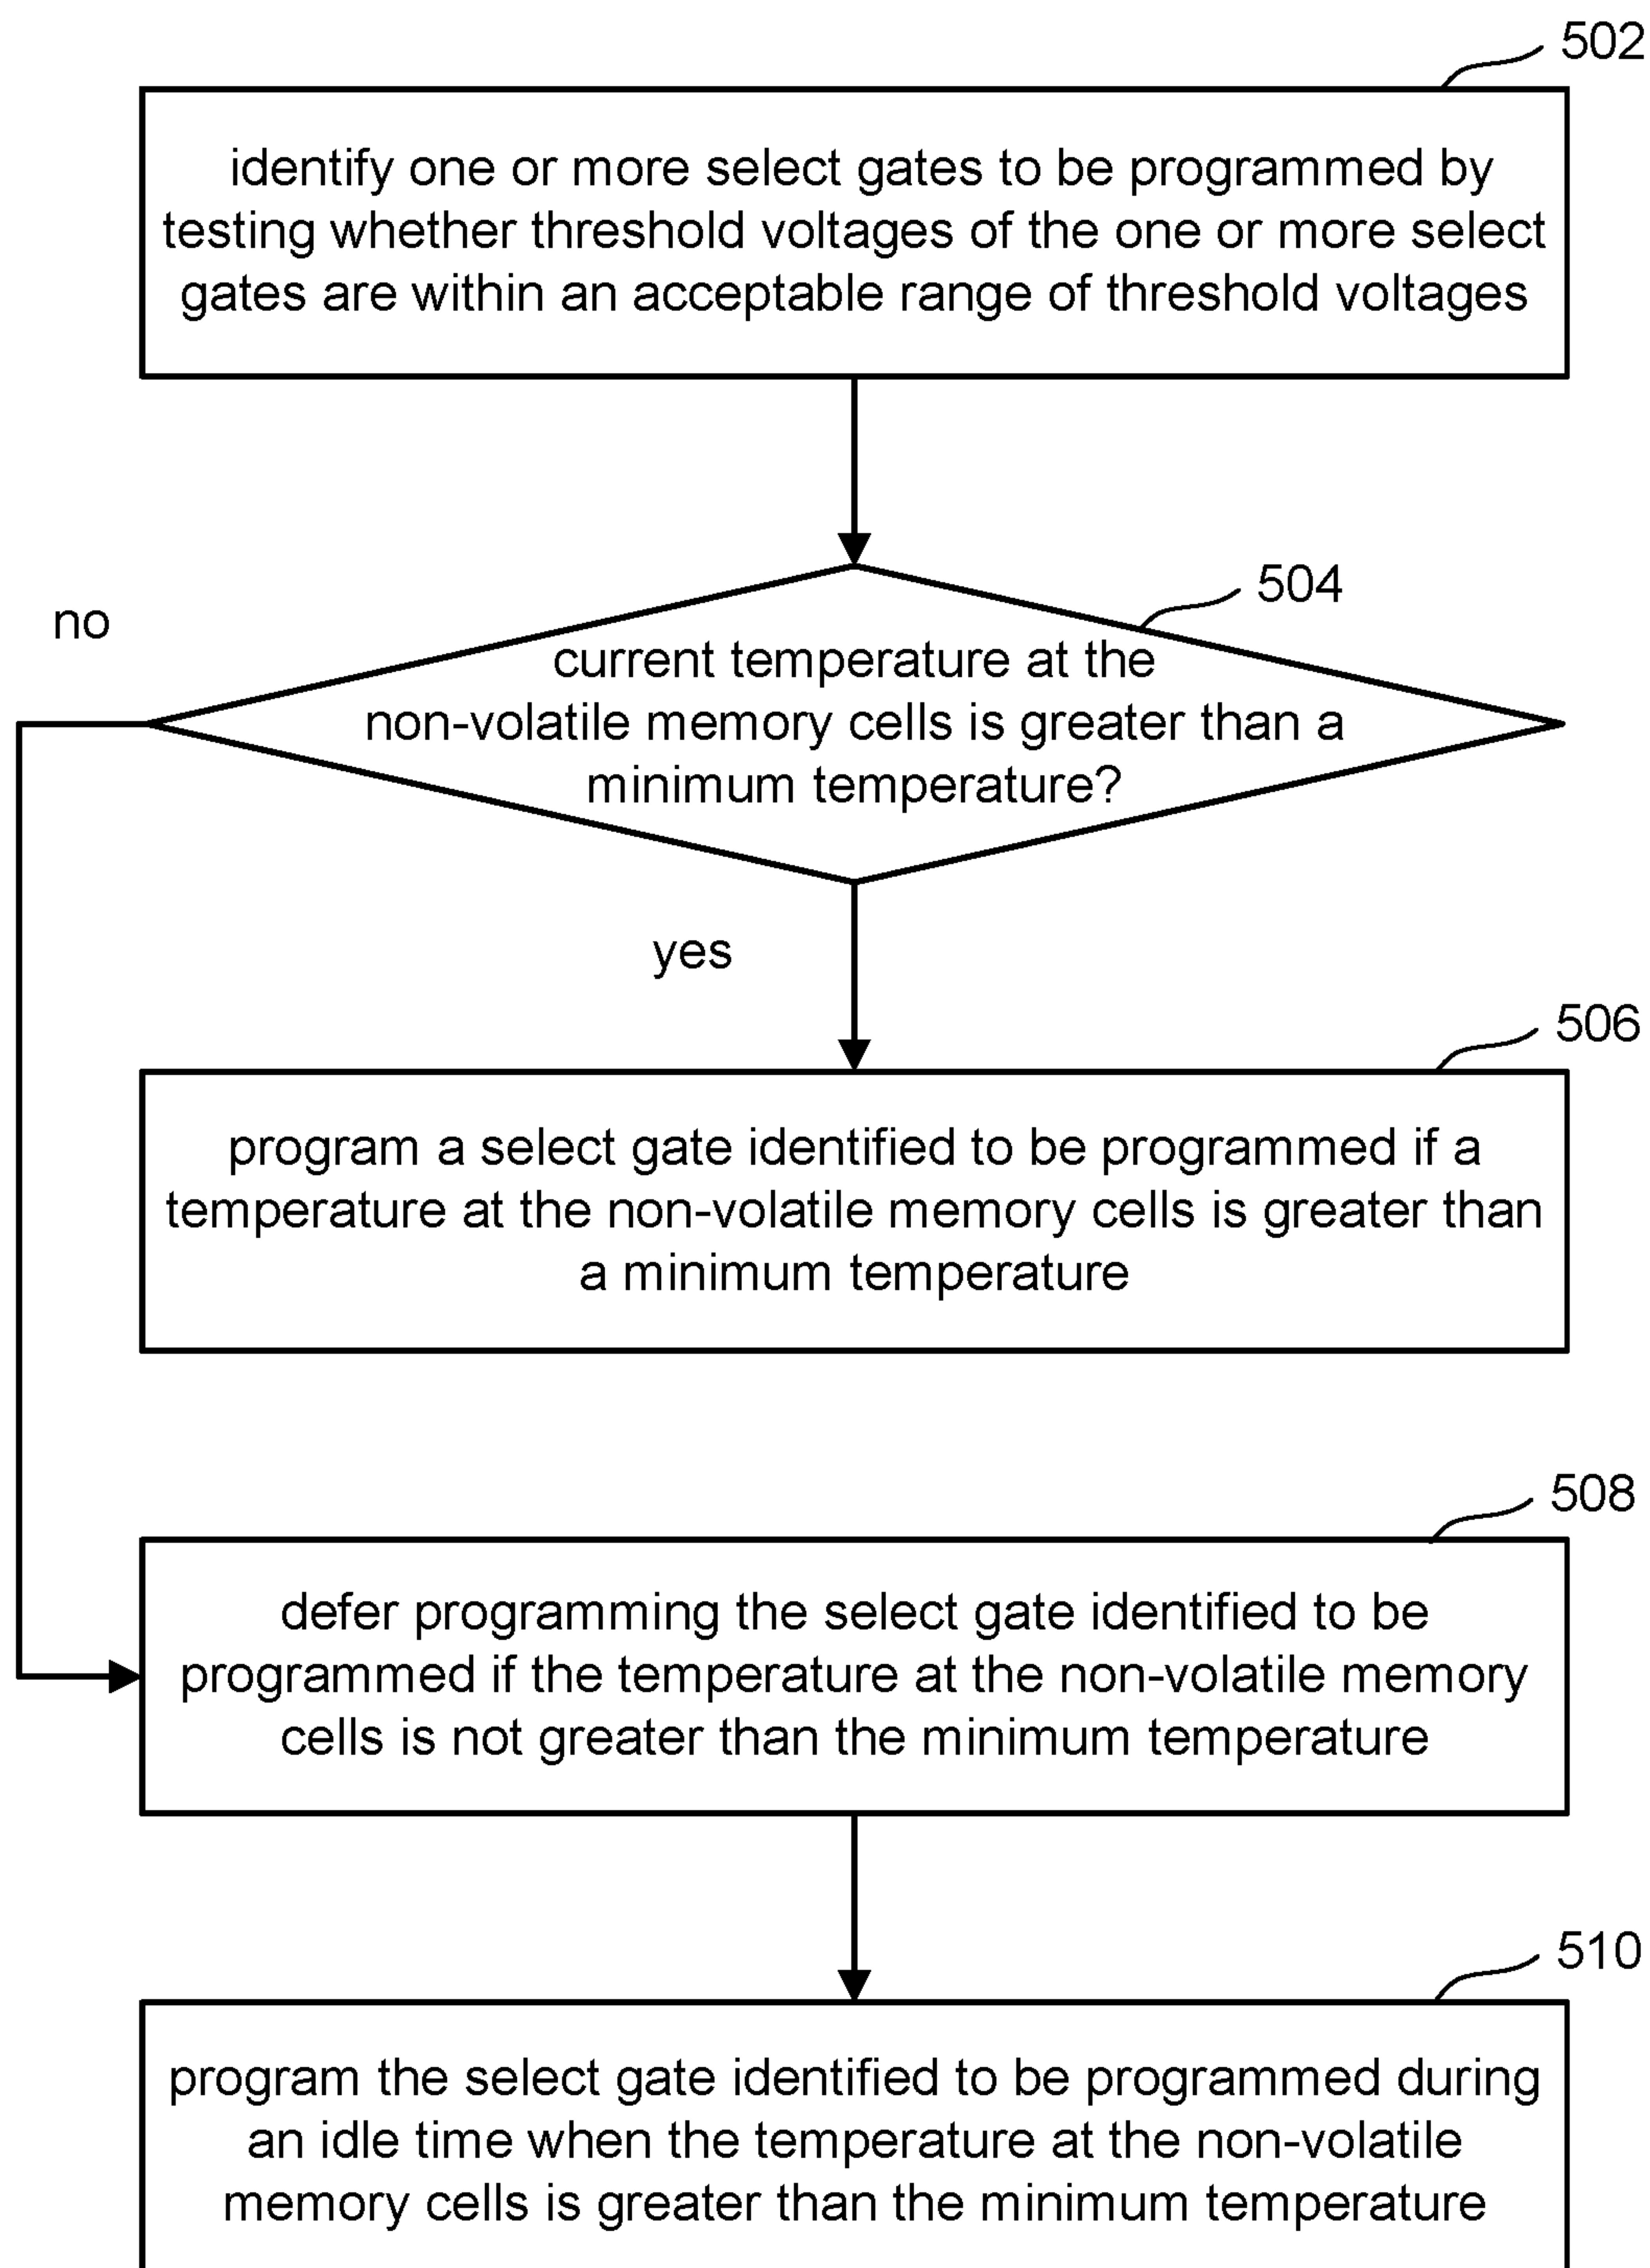 502
identify one or more select gates to be programmed by
testing whether threshold voltages of the one or more select
gates are within an acceptable range of threshold voltages
504
no
current temperature at the
non-volatile memory cells is greater than a
minimum temperature?
yes
506
program a select gate identified to be programmed if a
temperature at the non-volatile memory cells is greater than
a minimum temperature
508
defer programming the select gate identified to be
programmed if the temperature at the non-volatile memory
cells is not greater than the minimum temperature
510
program the select gate identified to be programmed during
an idle time when the temperature at the non-volatile
memory cells is greater than the minimum temperature